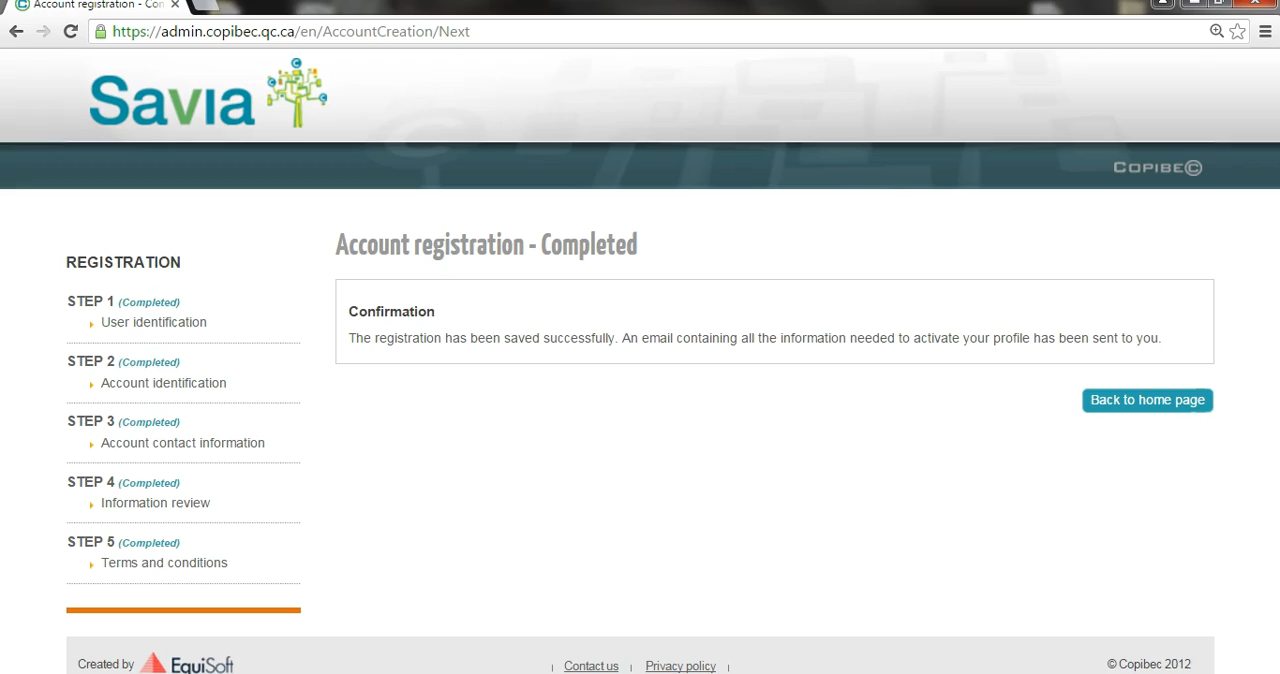 Account registration - Con
https://admin.copibec.qc.ca/en/AccountCreation/Next
Savia
COPIBEC
REGISTRATION
STEP 1 (Completed)
User identification
STEP 2 (Completed)
Account identification
STEP 3 (Completed)
Account contact information
STEP 4 (Completed)
Information review
STEP 5 (Completed)
Terms and conditions
Account registration - Completed
Confirmation
The registration has been saved successfully. An email containing all the information needed to activate your profile has been sent to you.
Back to home page
Created by EquiSoft
| Contact us | Privacy policy |
© Copibec 2012